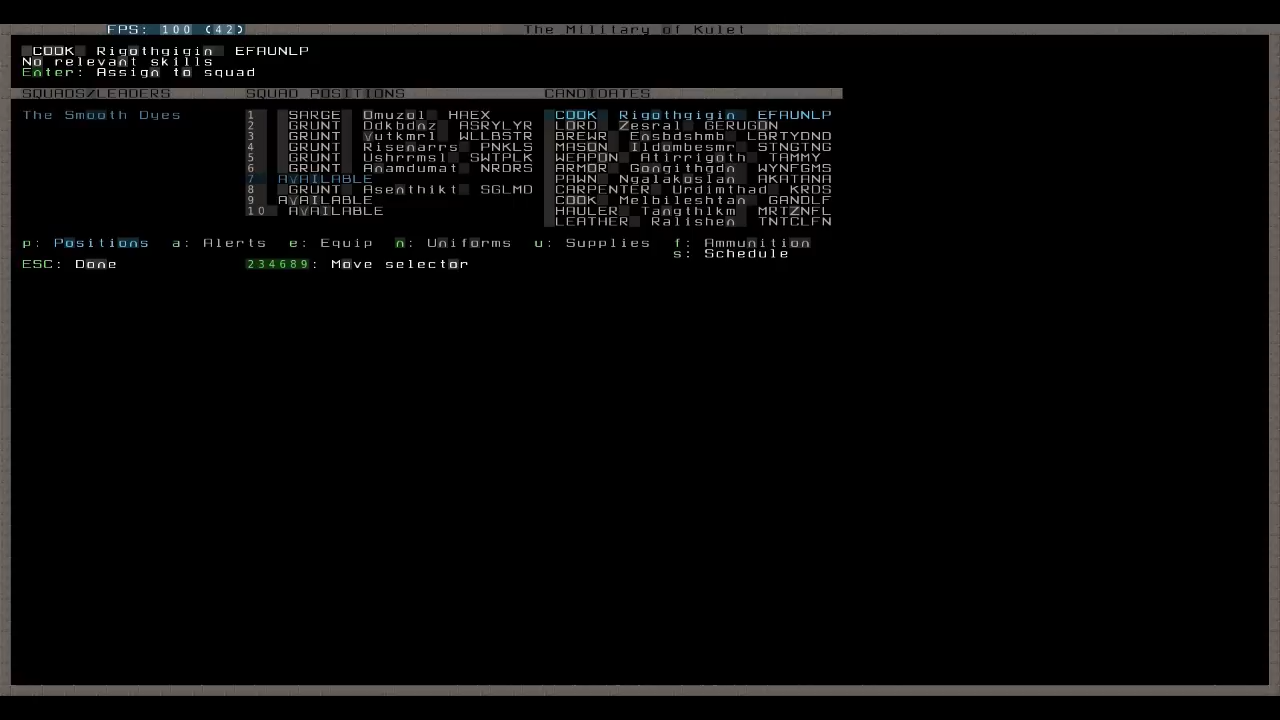 FPS: 100 (42) The Military of Kulet
COOK Rigothgigin EFAUNLP
No relevant skills
Enter: Assign to squad
SQUADS/LEADERS SQUAD POSITIONS CANDIDATES
The Smooth Dyes 1 SARGE Omuzol HAEX COOK Rigothgigin EFAUNLP
2 GRUNT Ddkbdnz ASRYLYR LORD Zesral GERUGON
3 GRUNT Vutkmrl WLLBSTR BREWR Ensbdshmb LBRTYDND
4 GRUNT Risenarrs PNKLS MASON Ildombesmr STNGTNG
5 GRUNT Ushrrmsl SWTPLK WEAPON Atirrigoth TAMMY
6 GRUNT Anamdumat NRDRS ARMOR Gongithgdn WYNFGMS
7 AVAILABLE PAWN Ngalakoslan AKATANA
8 GRUNT Asenthikt SGLMD CARPENTER Urdimthad KRDS
9 AVAILABLE COOK Melbileshtan GANDLF
10 AVAILABLE HAULER Tangthlkm MRTZNFL
LEATHER Ralishen TNTCLFN
p: Positions a: Alerts e: Equip n: Uniforms u: Supplies f: Ammunition
s: Schedule
ESC: Done 234689: Move selector